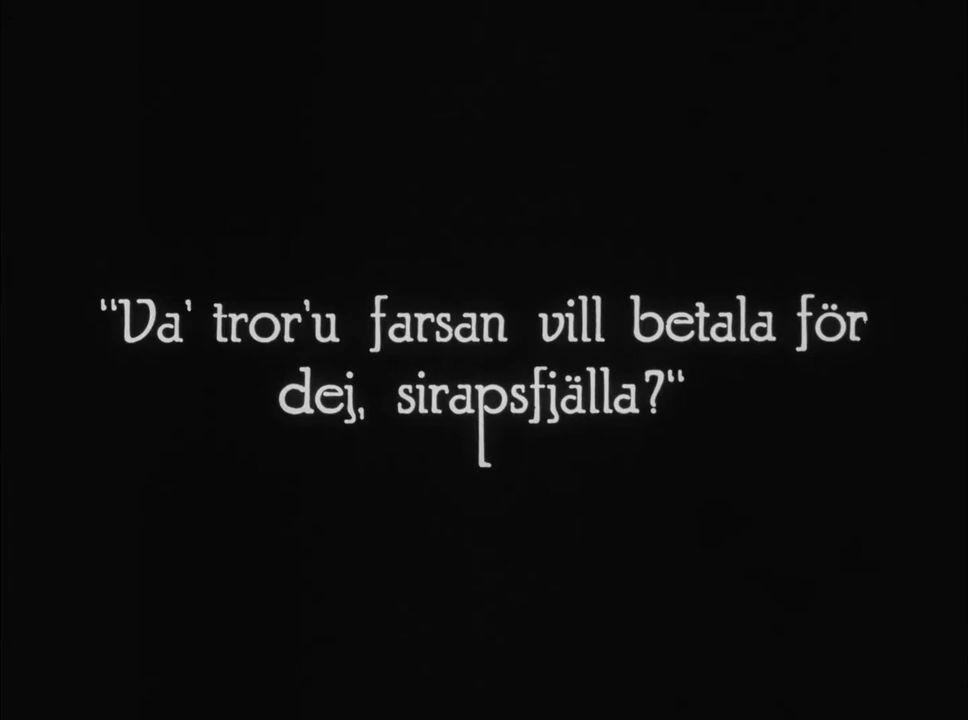 “Va' tror'u farsan vill betala för
dej, sirapsfjälla?“